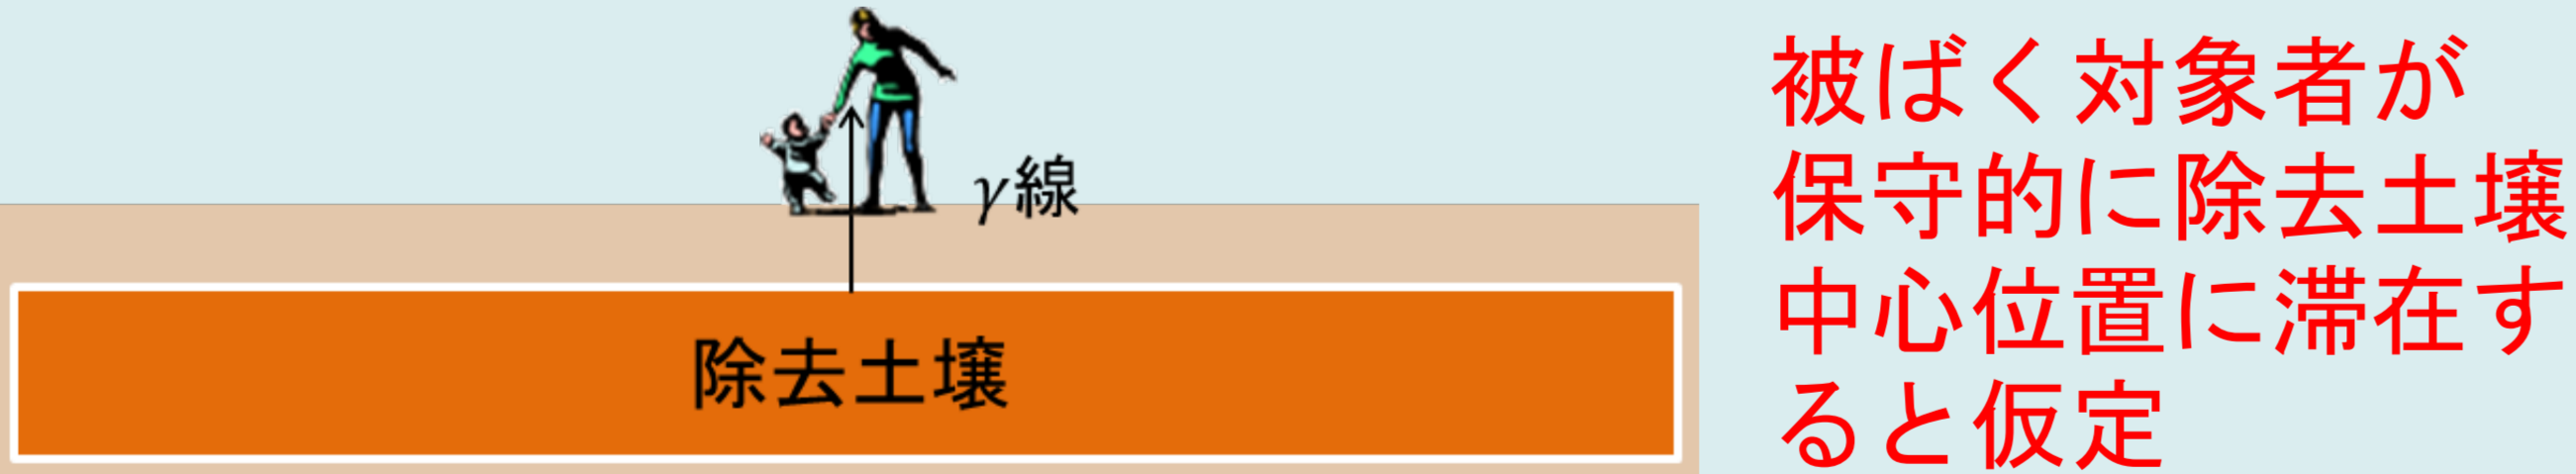 γ線
除去土壌
被ばく対象者が
保守的に除去土壌
中心位置に滞在す
ると仮定